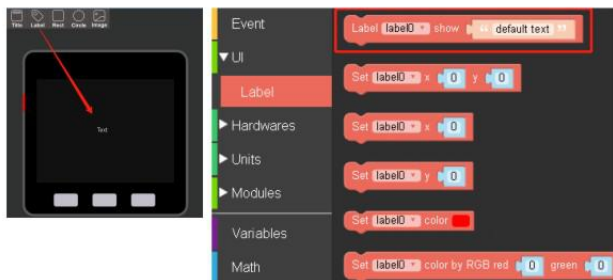 Title Label Rect Circle Image
Text
Event
UI
Label
Hardwares
Units
Modules
Variables
Math
Label label0 show “ default text ”
Set label0 x 0 y 0
Set label0 x 0
Set label0 y 0
Set label0 color
Set label0 color by RGB red 0 green 0